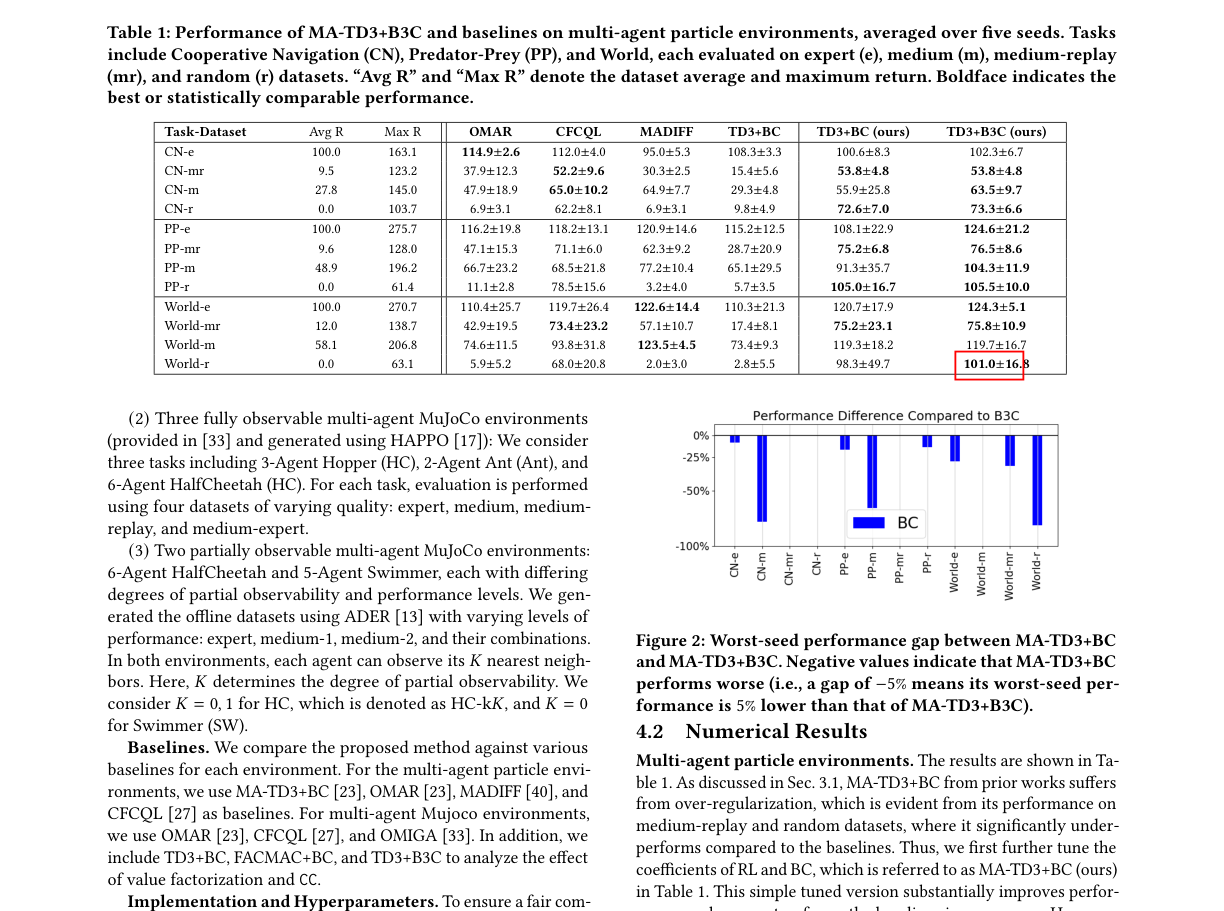 Table 1: Performance of MA-TD3+B3C and baselines on multi-agent particle environments, averaged over five seeds. Tasks
include Cooperative Navigation (CN), Predator-Prey (PP), and World, each evaluated on expert (e), medium (m), medium-replay
(mr), and random (r) datasets. “Avg R” and “Max R” denote the dataset average and maximum return. Boldface indicates the
best or statistically comparable performance.
Task-Dataset Avg R Max R OMAR CFCQL MADIFF TD3+BC TD3+BC (ours) TD3+B3C (ours)
CN-e 100.0 163.1 114.9±2.6 112.0±4.0 95.0±5.3 108.3±3.3 100.6±8.3 102.3±6.7
CN-mr 9.5 123.2 37.9±12.3 52.2±9.6 30.3±2.5 15.4±5.6 53.8±4.8 53.8±4.8
CN-m 27.8 145.0 47.9±18.9 65.0±10.2 64.9±7.7 29.3±4.8 55.9±25.8 63.5±9.7
CN-r 0.0 103.7 6.9±3.1 62.2±8.1 6.9±3.1 9.8±4.9 72.6±7.0 73.3±6.6
PP-e 100.0 275.7 116.2±19.8 118.2±13.1 120.9±14.6 115.2±12.5 108.1±22.9 124.6±21.2
PP-mr 9.6 128.0 47.1±15.3 71.1±6.0 62.3±9.2 28.7±20.9 75.2±6.8 76.5±8.6
PP-m 48.9 196.2 66.7±23.2 68.5±21.8 77.2±10.4 65.1±29.5 91.3±35.7 104.3±11.9
PP-r 0.0 61.4 11.1±2.8 78.5±15.6 3.2±4.0 5.7±3.5 105.0±16.7 105.5±10.0
World-e 100.0 270.7 110.4±25.7 119.7±26.4 122.6±14.4 110.3±21.3 120.7±17.9 124.3±5.1
World-mr 12.0 138.7 42.9±19.5 73.4±23.2 57.1±10.7 17.4±8.1 75.2±23.1 75.8±10.9
World-m 58.1 206.8 74.6±11.5 93.8±31.8 123.5±4.5 73.4±9.3 119.3±18.2 119.7±16.7
World-r 0.0 63.1 5.9±5.2 68.0±20.8 2.0±3.0 2.8±5.5 98.3±49.7 101.0±16.8
(2) Three fully observable multi-agent MuJoCo environments
(provided in [33] and generated using HAPPO [17]): We consider
three tasks including 3-Agent Hopper (HC), 2-Agent Ant (Ant), and
6-Agent HalfCheetah (HC). For each task, evaluation is performed
using four datasets of varying quality: expert, medium, medium-
replay, and medium-expert.
(3) Two partially observable multi-agent MuJoCo environments:
6-Agent HalfCheetah and 5-Agent Swimmer, each with differing
degrees of partial observability and performance levels. We gen-
erated the offline datasets using ADER [13] with varying levels of
performance: expert, medium-1, medium-2, and their combinations.
In both environments, each agent can observe its K nearest neigh-
bors. Here, K determines the degree of partial observability. We
consider K = 0, 1 for HC, which is denoted as HC-kK, and K = 0
for Swimmer (SW).
Baselines. We compare the proposed method against various
baselines for each environment. For the multi-agent particle envi-
ronments, we use MA-TD3+BC [23], OMAR [23], MADIFF [40], and
CFCQL [27] as baselines. For multi-agent Mujoco environments,
we use OMAR [23], CFCQL [27], and OMIGA [33]. In addition, we
include TD3+BC, FACMAC+BC, and TD3+B3C to analyze the effect
of value factorization and CC.
Implementation and Hyperparameters. To ensure a fair com-
Performance Difference Compared to B3C
0%
-25%
-50%
-100%
BC
CN-e
CN-m
CN-mr
CN-r
PP-e
PP-m
PP-mr
PP-r
World-e
World-m
World-mr
World-r
Figure 2: Worst-seed performance gap between MA-TD3+BC
and MA-TD3+B3C. Negative values indicate that MA-TD3+BC
performs worse (i.e., a gap of −5% means its worst-seed per-
formance is 5% lower than that of MA-TD3+B3C).
4.2 Numerical Results
Multi-agent particle environments. The results are shown in Ta-
ble 1. As discussed in Sec. 3.1, MA-TD3+BC from prior works suffers
from over-regularization, which is evident from its performance on
medium-replay and random datasets, where it significantly under-
performs compared to the baselines. Thus, we first further tune the
coefficients of RL and BC, which is referred to as MA-TD3+BC (ours)
in Table 1. This simple tuned version substantially improves perfor-